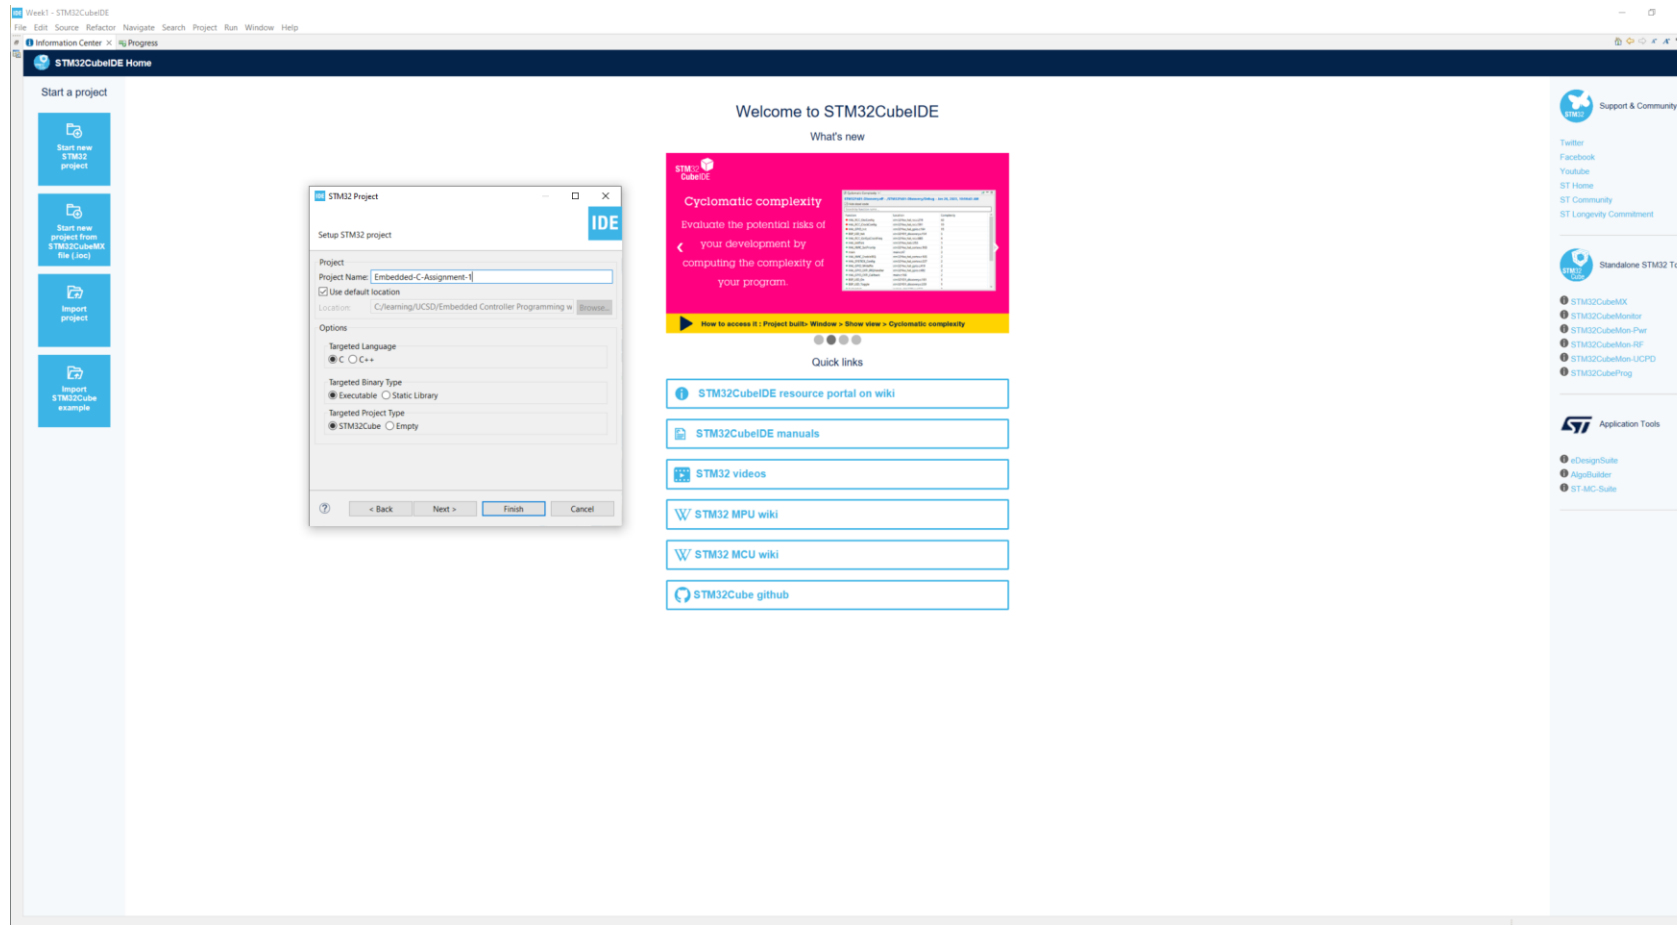 IDE Week1 - STM32CubeIDE
File Edit Source Refactor Navigate Search Project Run Window Help
Information Center Progress
STM32CubeIDE Home
Start a project
Start new
STM32
project
Start new
project from
STM32CubeMX
file (.ioc)
Import
project
Import
STM32Cube
example
IDE STM32 Project
IDE
Setup STM32 project
Project
Project Name: Embedded-C-Assignment-1
Use default location
Location: C:/learning/UCSD/Embedded Controller Programming w Browse...
Options
Targeted Language
C C++
Targeted Binary Type
Executable Static Library
Targeted Project Type
STM32Cube Empty
< Back Next > Finish Cancel
Welcome to STM32CubeIDE
What's new
STM32
CubeIDE
Cyclomatic complexity
Evaluate the potential risks of
your development by
computing the complexity of
your program.
How to access it : Project built> Window > Show view > Cyclomatic complexity
Quick links
STM32CubeIDE resource portal on wiki
STM32CubeIDE manuals
STM32 videos
W STM32 MPU wiki
W STM32 MCU wiki
STM32Cube github
STM32
Support & Community
Twitter
Facebook
Youtube
ST Home
ST Community
ST Longevity Commitment
STM32
Cube
Standalone STM32 To
STM32CubeMX
STM32CubeMonitor
STM32CubeMon-Pwr
STM32CubeMon-RF
STM32CubeMon-UCPD
STM32CubeProg
ST
Application Tools
eDesignSuite
AlgoBuilder
ST-MC-Suite